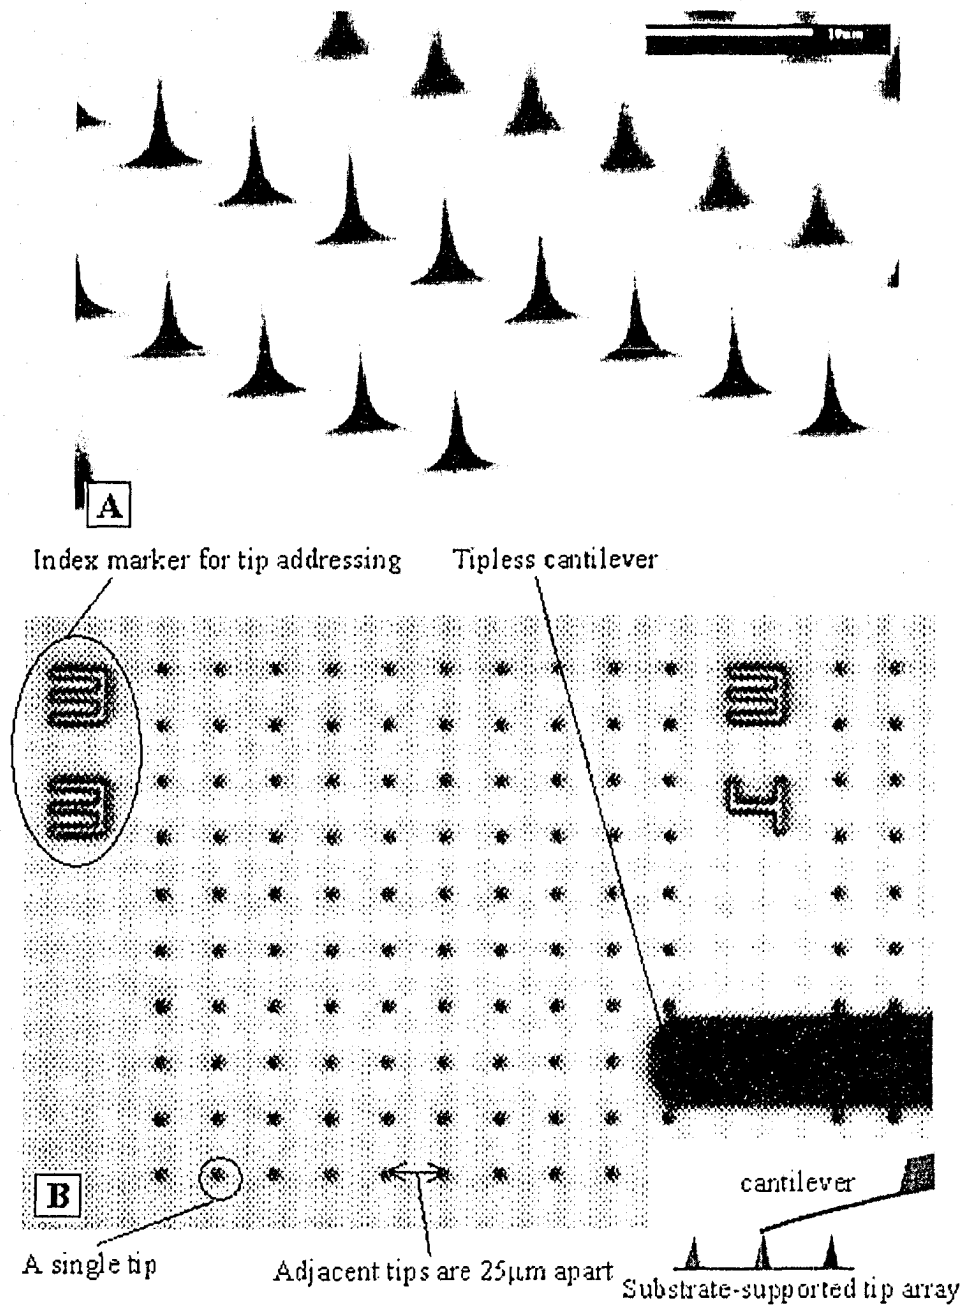 10µm
A
Index marker for tip addressing
Tipless cantilever
B
cantilever
A single tip
Adjacent tips are 25µm apart
Substrate-supported tip array